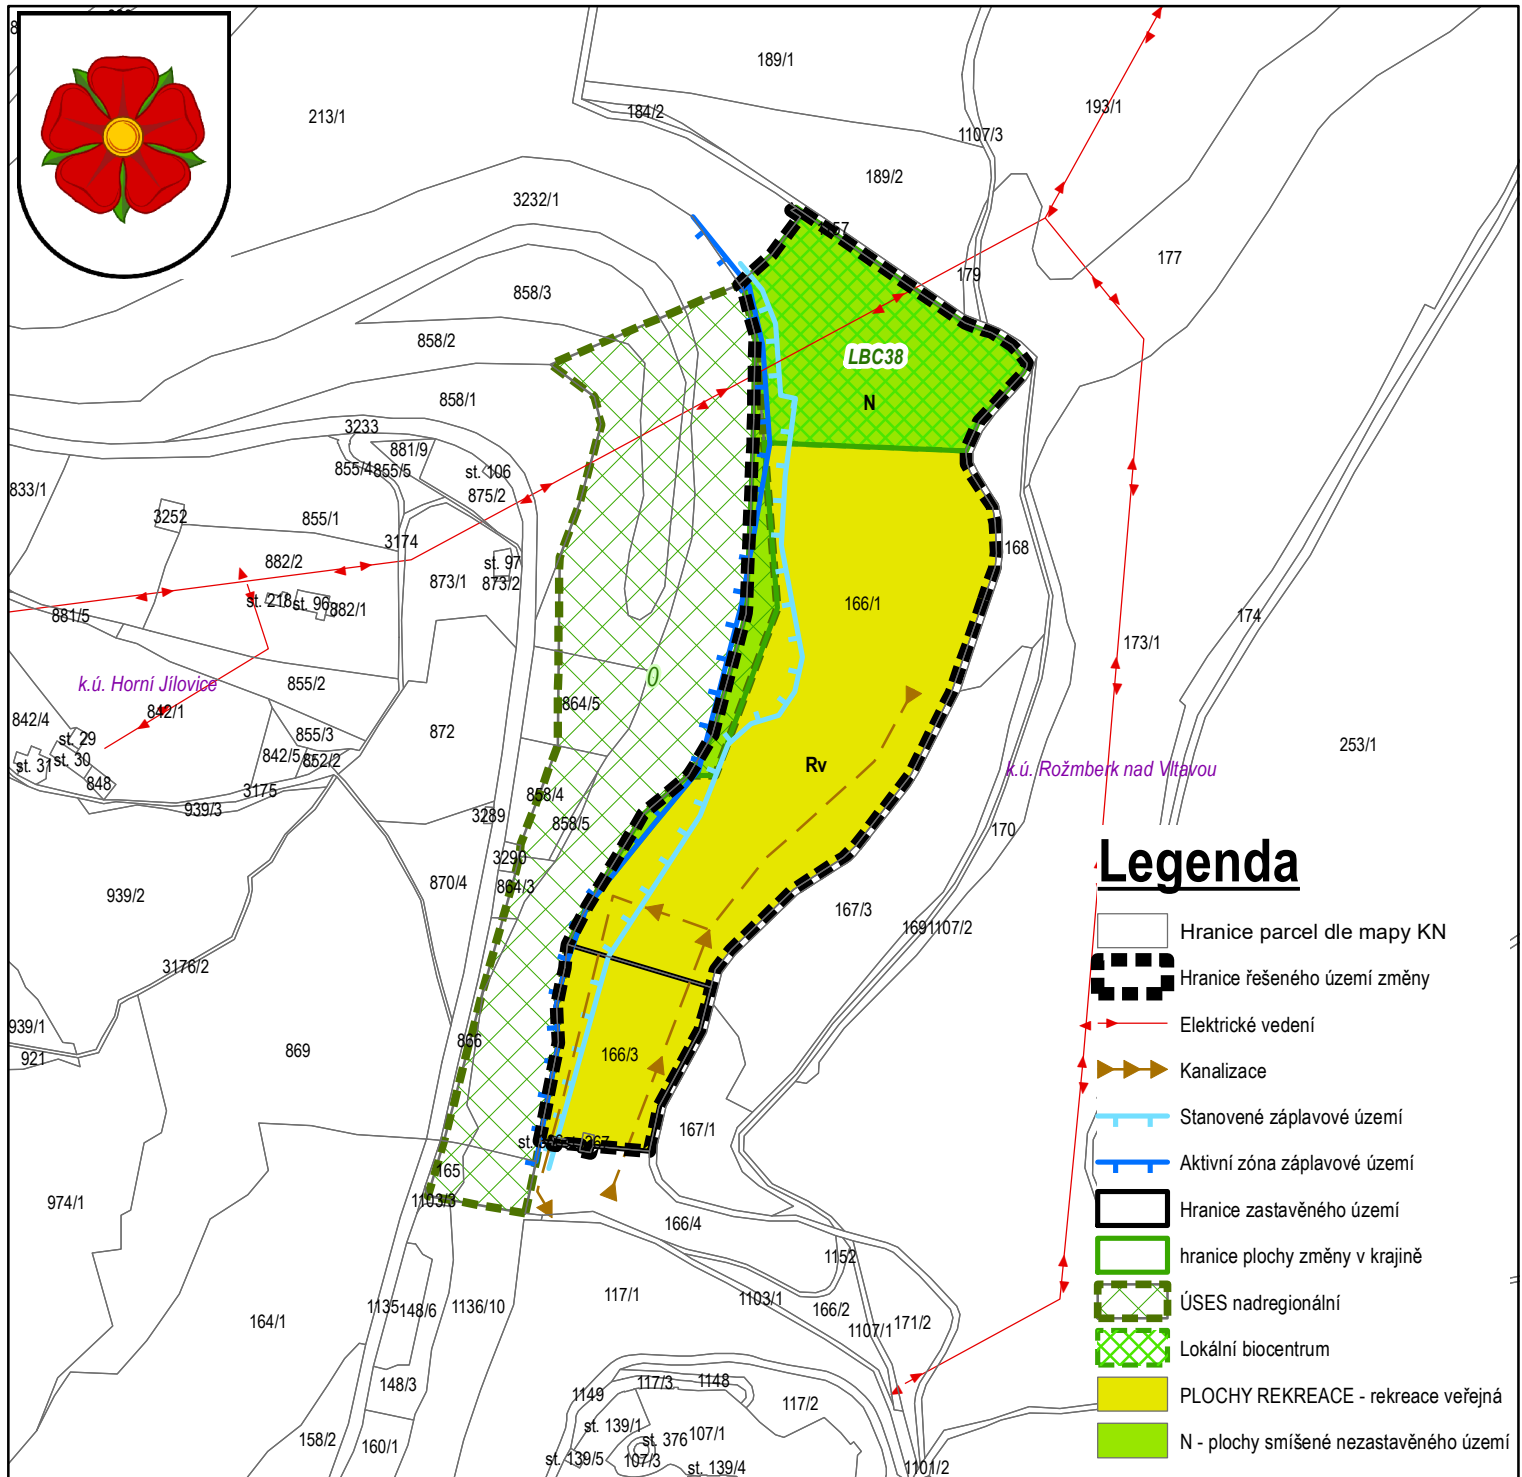 189/1
213/1
184/2
193/1
1107/3
189/2
3232/1
179
177
858/3
858/2
LBC38
N
858/1
3233
881/9
855/4
855/5
st. 106
875/2
833/1
3252
855/1
3174
168
882/2
st. 97
873/1
873/2
st. 218
st. 96
882/1
881/5
166/1
174
173/1
k.ú. Horní Jílovice
855/2
0
864/5
842/4
842/1
855/3
872
st. 29
842/5
852/2
st. 31
st. 30
848
Rv
k.ú. Rožmberk nad Vltavou
253/1
3175
939/3
858/4
3289
858/5
170
3290
870/4
864/3
939/2
167/3
169
1107/2
3176/2
939/1
921
869
866
166/3
167/1
165
974/1
1103/3
166/4
1152
117/1
1103/1
164/1
1135
148/6
1136/10
166/2
171/2
1107/1
148/3
1149
117/3
1148
117/2
st. 139/1
107/1
st. 376
158/2
160/1
st. 139/5
107/3
st. 139/4
1101/2
Legenda
Hranice parcel dle mapy KN
Hranice řešeného území změny
Elektrické vedení
Kanalizace
Stanovené záplavové území
Aktivní zóna záplavové území
Hranice zastavěného území
hranice plochy změny v krajině
ÚSES nadregionální
Lokální biocentrum
PLOCHY REKREACE - rekreace veřejná
N - plochy smíšené nezastavěného území